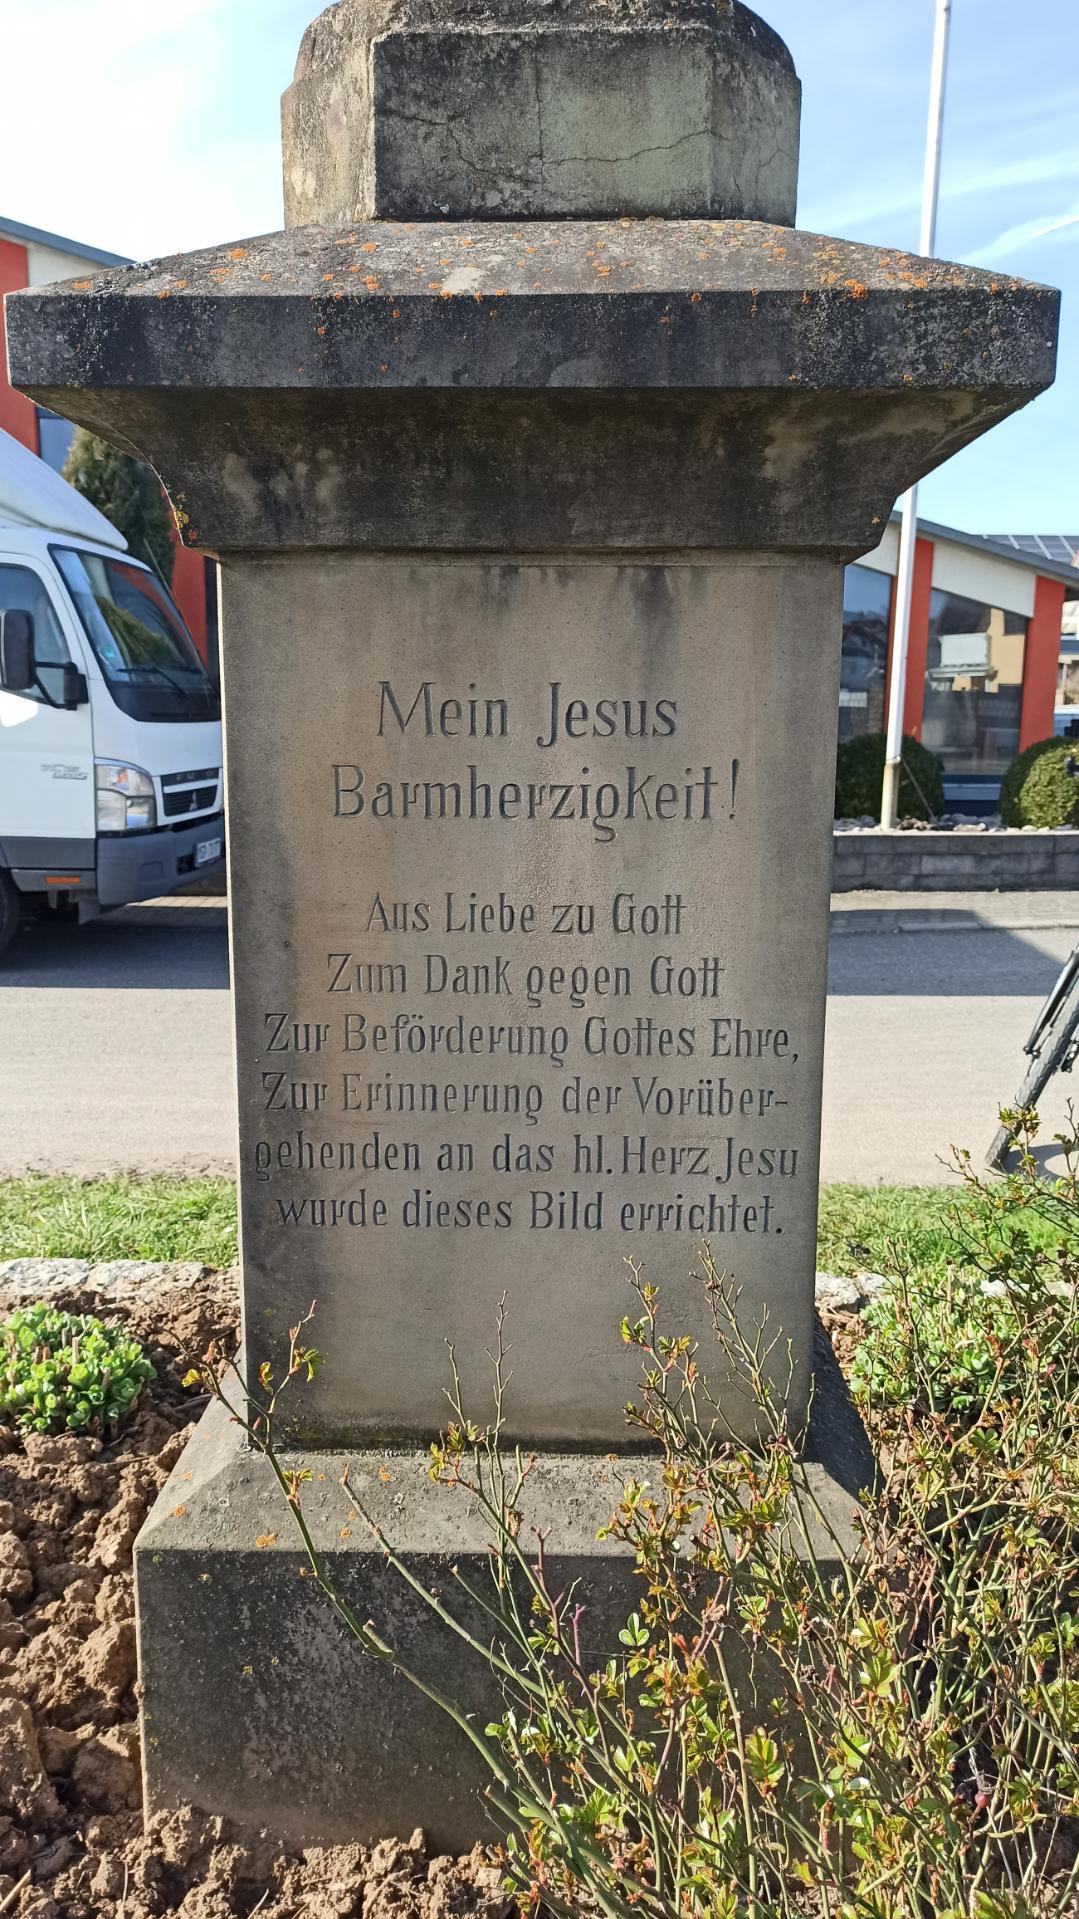 Mein Jesus
Barmherzigkeit!
Aus Liebe zu Gott
Zum Dank gegen Gott
Zur Beförderung Gottes Ehre,
Zur Erinnerung der Vorüber-
gehenden an das hl. Herz Jesu
wurde dieses Bild errichtet.
FUSO